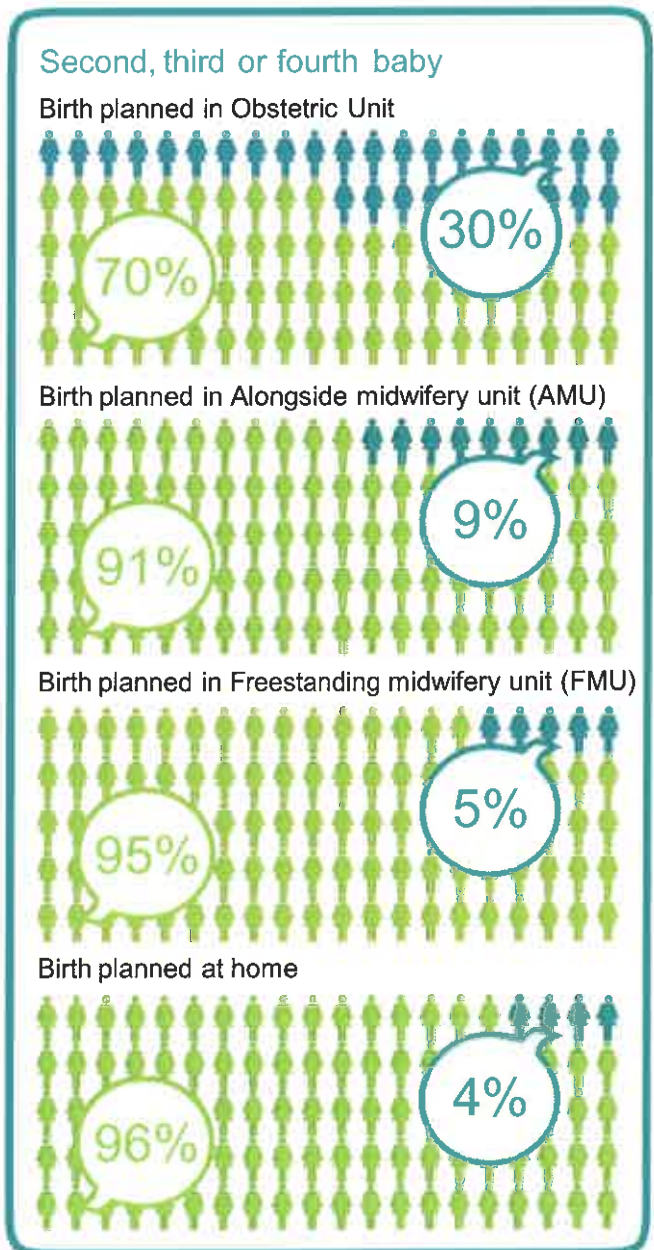 Second, third or fourth baby
Birth planned in Obstetric Unit
30%
70%
Birth planned in Alongside midwifery unit (AMU)
9%
91%
Birth planned in Freestanding midwifery unit (FMU)
5%
95%
Birth planned at home
4%
96%